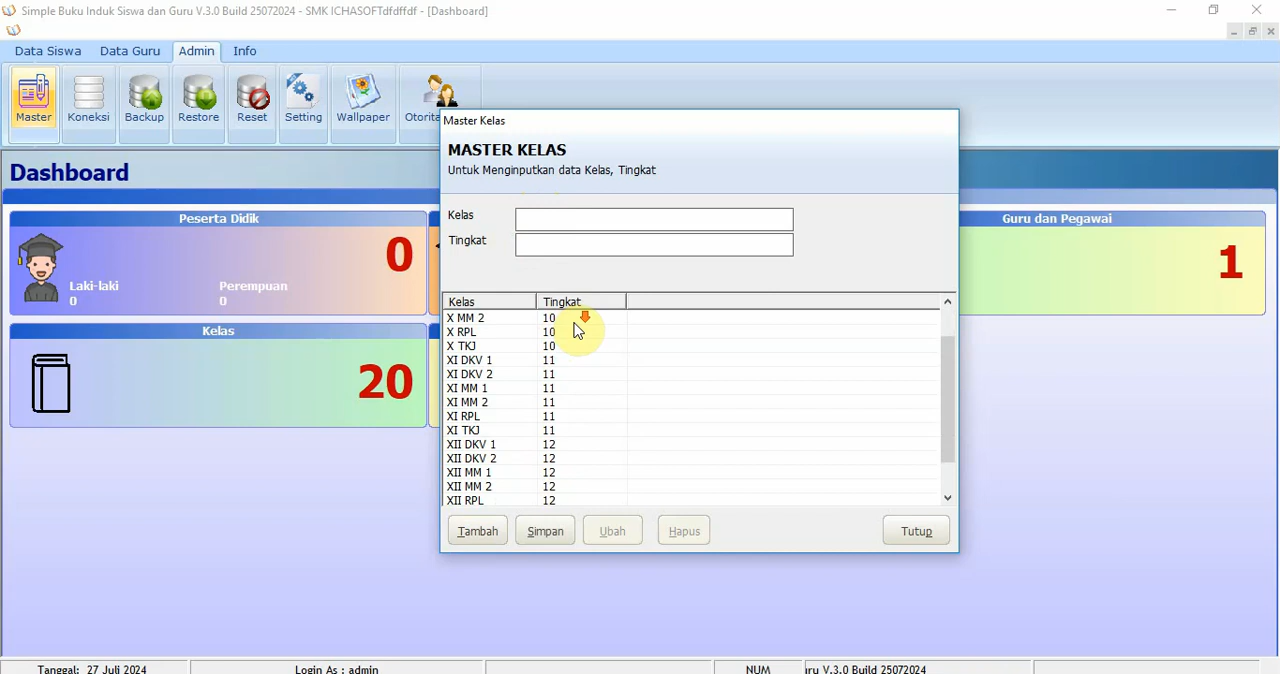 Simple Buku Induk Siswa dan Guru V.3.0 Build 25072024 - SMK ICHASOFTdfdffdf - [Dashboard]
Data Siswa Data Guru Admin Info
Master Koneksi Backup Restore Reset Setting Wallpaper
Dashboard
Peserta Didik
0
Laki-laki Perempuan
0 0
Kelas
20
Guru dan Pegawai
1
Master Kelas
MASTER KELAS
Untuk Menginputkan data Kelas, Tingkat
Kelas
Tingkat
Kelas Tingkat
X MM 2 10
X RPL 10
X TKJ 10
XI DKV 1 11
XI DKV 2 11
XI MM 1 11
XI MM 2 11
XI RPL 11
XI TKJ 11
XII DKV 1 12
XII DKV 2 12
XII MM 1 12
XII MM 2 12
XII RPL 12
Tambah Simpan Ubah Hapus Tutup
Tanggal: 27 Juli 2024 Login As : admin NUM V.3.0 Build 25072024